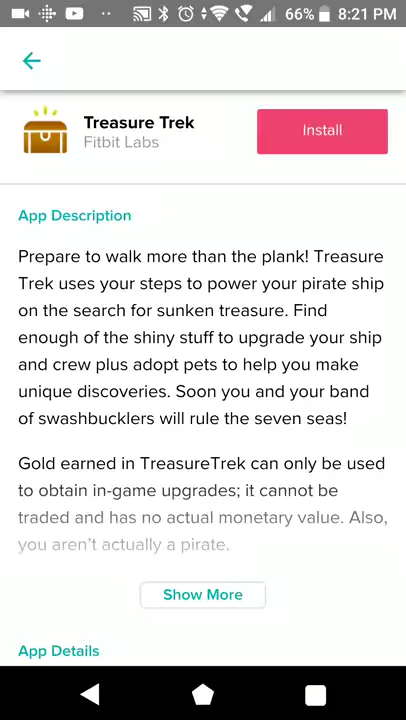 66% 8:21 PM
Treasure Trek
Fitbit Labs
Install
App Description
Prepare to walk more than the plank! Treasure
Trek uses your steps to power your pirate ship
on the search for sunken treasure. Find
enough of the shiny stuff to upgrade your ship
and crew plus adopt pets to help you make
unique discoveries. Soon you and your band
of swashbucklers will rule the seven seas!
Gold earned in TreasureTrek can only be used
to obtain in-game upgrades; it cannot be
traded and has no actual monetary value. Also,
you aren't actually a pirate.
Show More
App Details